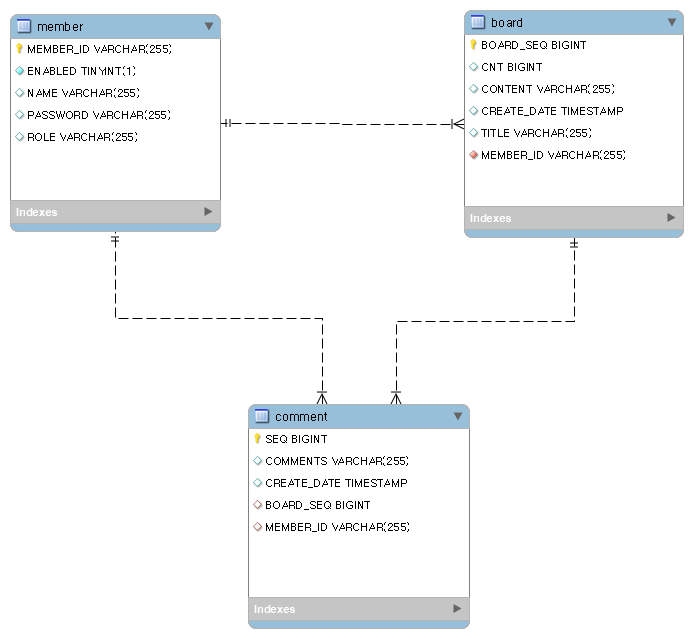 member
MEMBER_ID VARCHAR(255)
ENABLED TINYINT(1)
NAME VARCHAR(255)
PASSWORD VARCHAR(255)
ROLE VARCHAR(255)
Indexes
board
BOARD_SEQ BIGINT
CNT BIGINT
CONTENT VARCHAR(255)
CREATE_DATE TIMESTAMP
TITLE VARCHAR(255)
MEMBER_ID VARCHAR(255)
Indexes
comment
SEQ BIGINT
COMMENTS VARCHAR(255)
CREATE_DATE TIMESTAMP
BOARD_SEQ BIGINT
MEMBER_ID VARCHAR(255)
Indexes